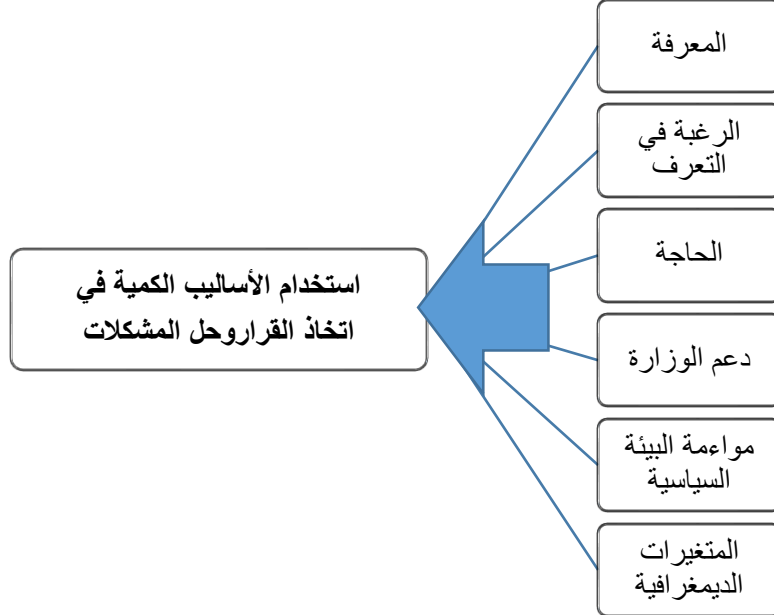 المعرفة
الرغبة في
التعرف
الحاجة
دعم الوزارة
مواءمة البيئة
السياسية
المتغيرات
الديمغرافية
استخدام الأساليب الكمية في
اتخاذ القراروحل المشكلات